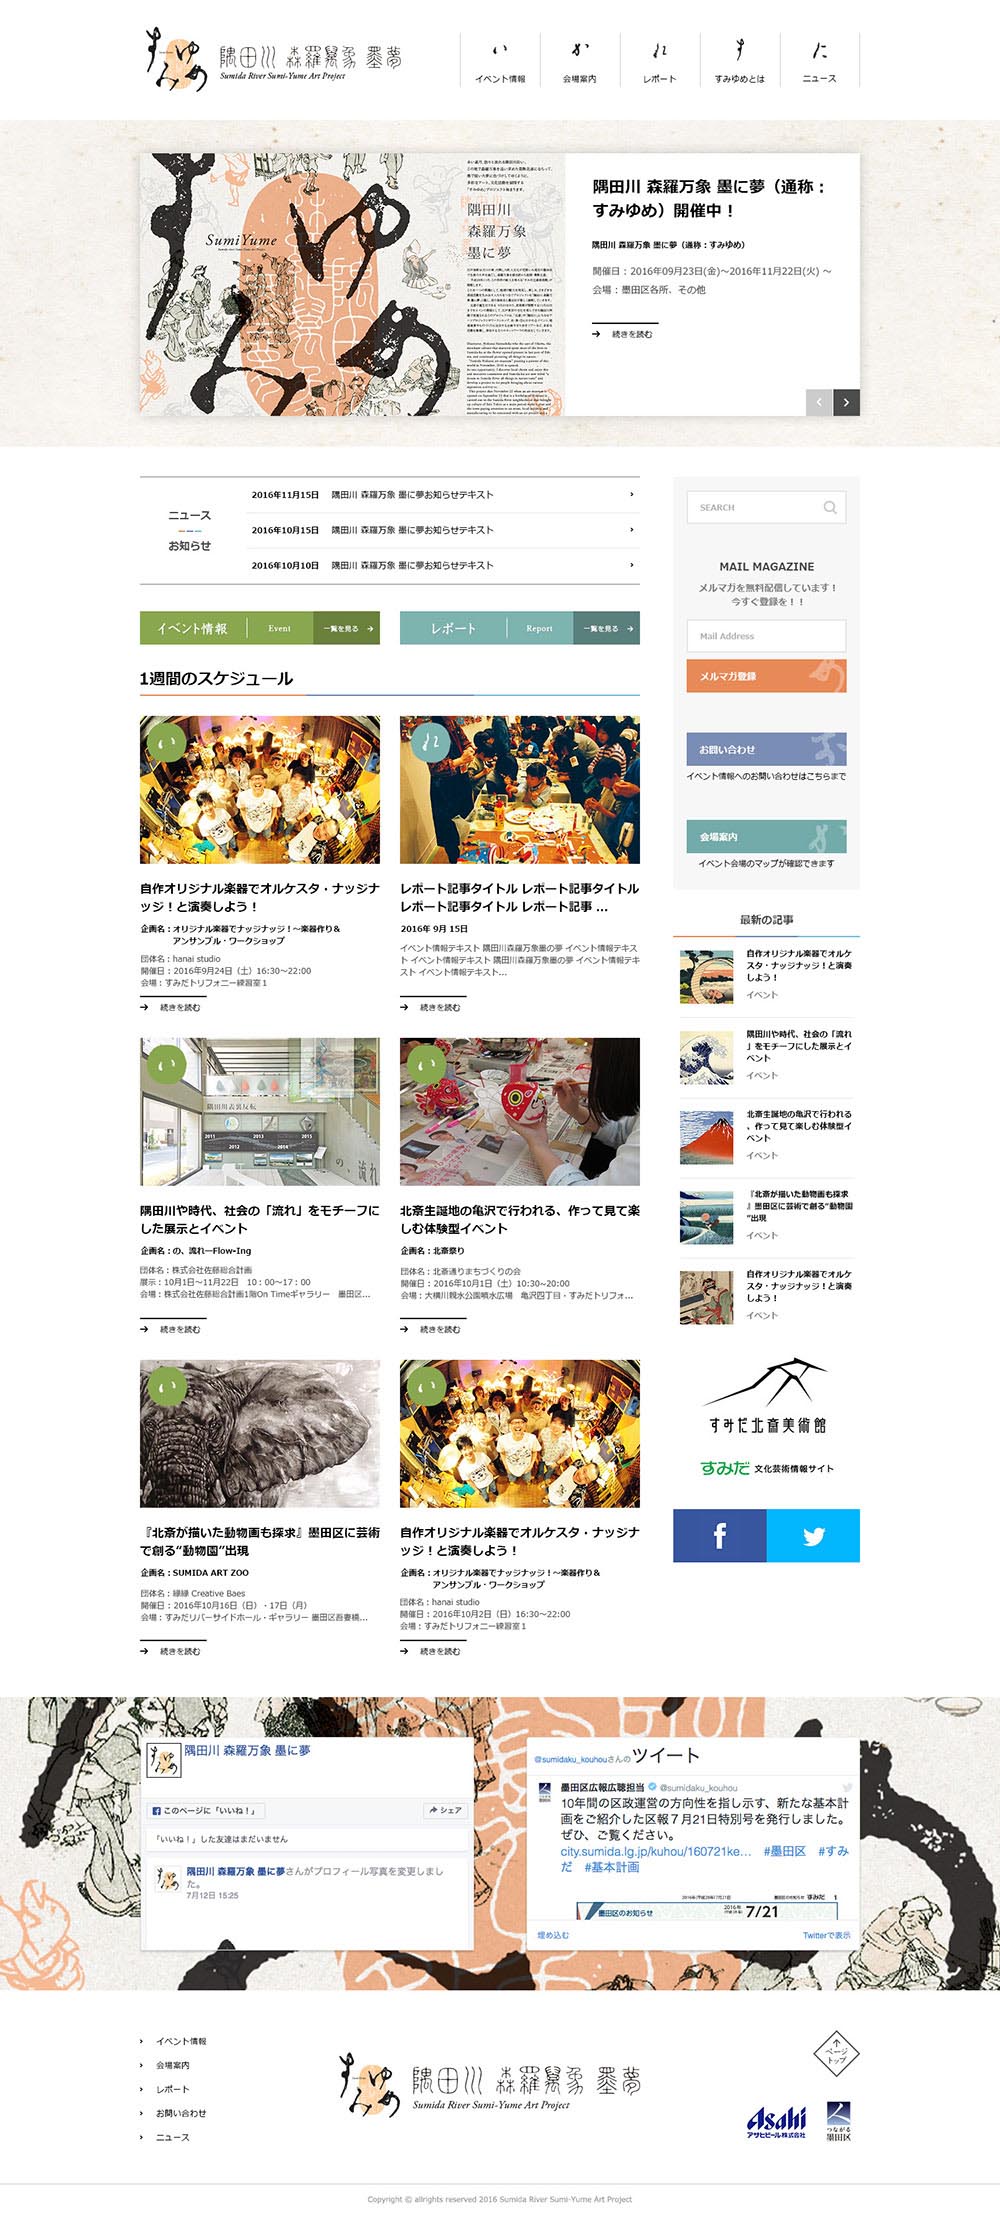 すみゆめ
隅田川 森羅万象 墨夢
Sumida River Sumi-Yume Art Project
い
か
れ
す
た
イベント情報
会場案内
レポート
すみゆめとは
ニュース
SumiYume
隅田川
森羅万象
墨に夢
隅田川 森羅万象 墨に夢（通称：
すみゆめ）開催中！
隅田川 森羅万象 墨に夢（通称：すみゆめ）
開催日：2016年09月23日(金)〜2016年11月22日(火) 〜
会場：墨田区各所、その他
続きを読む
ニュース
お知らせ
2016年11月15日 隅田川 森羅万象 墨に夢お知らせテキスト
2016年10月15日 隅田川 森羅万象 墨に夢お知らせテキスト
2016年10月10日 隅田川 森羅万象 墨に夢お知らせテキスト
イベント情報 Event 一覧を見る
レポート Report 一覧を見る
1週間のスケジュール
い
自作オリジナル楽器でオルケスタ・ナッジナ
ッジ！と演奏しよう！
企画名：オリジナル楽器でナッジナッジ！〜楽器作り＆
アンサンブル・ワークショップ
団体名：hanai studio
開催日：2016年9月24日（土）16:30〜22:00
会場：すみだトリフォニー練習室１
続きを読む
れ
レポート記事タイトル レポート記事タイトル
レポート記事タイトル レポート記事 ...
2016年 9月 15日
イベント情報テキスト 隅田川森羅万象墨の夢 イベント情報テキス
ト イベント情報テキスト 隅田川森羅万象墨の夢 イベント情報テキ
スト イベント情報テキスト...
続きを読む
い
隅田川表裏反転
2011
2012
2013
2014
2015
の、流れ
隅田川や時代、社会の「流れ」をモチーフに
した展示とイベント
企画名：の、流れ—Flow-Ing
団体名：株式会社佐藤総合計画
展示：10月1日〜11月22日　10：00〜17：00
会場：株式会社佐藤総合計画1階On Timeギャラリー　墨田区...
続きを読む
い
北斎生誕地の亀沢で行われる、作って見て楽
しむ体験型イベント
企画名：北斎祭り
団体名：北斎通りまちづくりの会
開催日：2016年10月1日（土）10:30~20:00
会場：大横川親水公園噴水広場　亀沢四丁目・すみだトリフォ...
続きを読む
い
『北斎が描いた動物画も探求』墨田区に芸術
で創る“動物園”出現
企画名：SUMIDA ART ZOO
団体名：緑縁 Creative Baes
開催日：2016年10月16日（日）・17日（月）
会場：すみだリバーサイドホール・ギャラリー 墨田区吾妻橋...
続きを読む
自作オリジナル楽器でオルケスタ・ナッジナ
ッジ！と演奏しよう！
企画名：オリジナル楽器でナッジナッジ！〜楽器作り＆
アンサンブル・ワークショップ
団体名：hanai studio
開催日：2016年10月2日（日）16:30〜22:00
会場：すみだトリフォニー練習室１
続きを読む
SEARCH
MAIL MAGAZINE
メルマガを無料配信しています！
今すぐ登録を！！
Mail Address
メルマガ登録
お問い合わせ
イベント情報へのお問い合わせはこちらまで
会場案内
イベント会場のマップが確認できます
最新の記事
自作オリジナル楽器でオルケ
スタ・ナッジナッジ！と演奏
しよう！
イベント
隅田川や時代、社会の「流れ
」をモチーフにした展示とイ
ベント
イベント
北斎生誕地の亀沢で行われる
、作って見て楽しむ体験型イ
ベント
イベント
『北斎が描いた動物画も探求
』墨田区に芸術で創る“動物園
”出現
イベント
自作オリジナル楽器でオルケ
スタ・ナッジナッジ！と演奏
しよう！
イベント
すみだ北斎美術館
すみだ 文化芸術情報サイト
隅田川 森羅万象 墨に夢
このページに「いいね！」
シェア
「いいね！」した友達はまだいません
隅田川 森羅万象 墨に夢さんがプロフィール写真を変更しまし
た。
7月12日 15:25
@sumidaku_kouhouさんのツイート
墨田区広報広聴担当 @sumidaku_kouhou
10年間の区政運営の方向性を指し示す、新たな基本計
画をご紹介した区報７月21日特別号を発行しました。
ぜひ、ご覧ください。
city.sumida.lg.jp/kuhou/160721ke…　#墨田区　#すみ
だ　#基本計画
墨田区のお知らせ すみだ 1
墨田区のお知らせ
2016年 7/21
埋め込む
Twitterで表示
イベント情報
会場案内
レポート
お問い合わせ
ニュース
すみゆめ
隅田川 森羅万象 墨夢
Sumida River Sumi-Yume Art Project
ページ
トップ
Asahi
アサヒビール株式会社
つながる
墨田区
Copyright © allrights reserved 2016 Sumida River Sumi-Yume Art Project